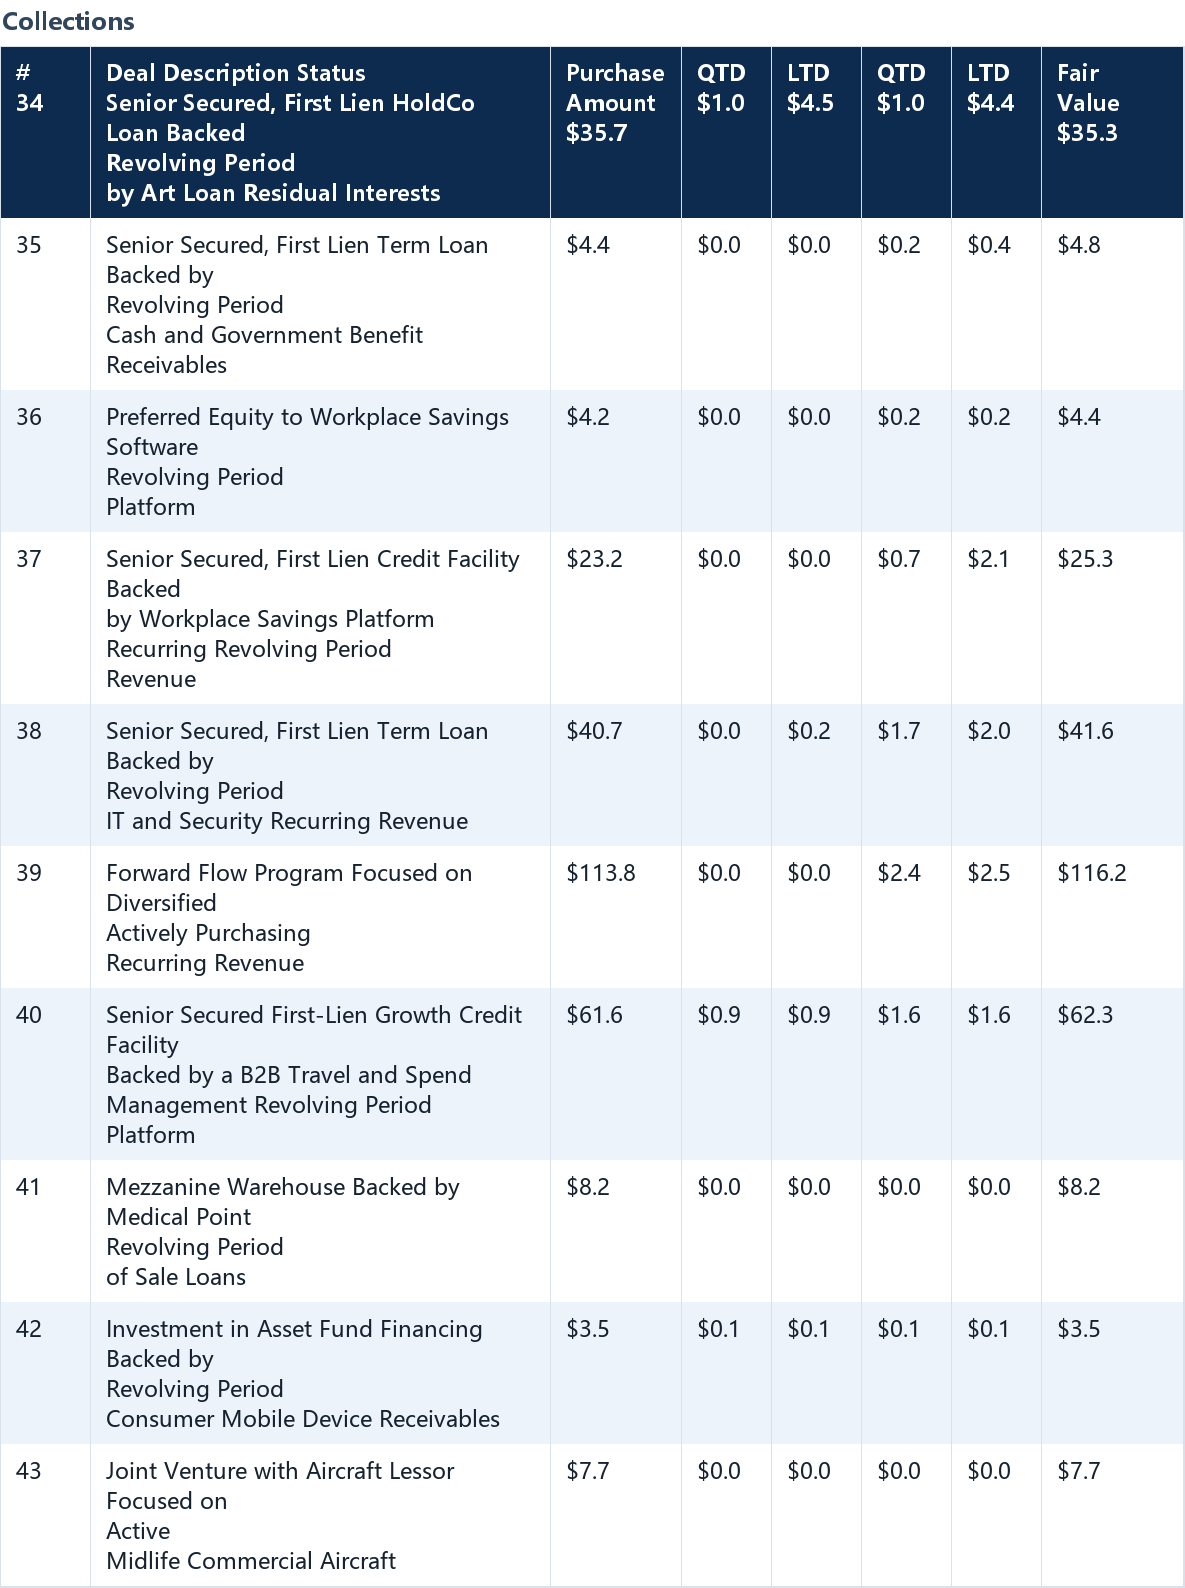 Collections
# Deal Description Status Purchase QTD LTD QTD LTD Fair
34 Senior Secured, First Lien HoldCo Amount $1.0 $4.5 $1.0 $4.4 Value
Loan Backed $35.7 $35.3
Revolving Period
by Art Loan Residual Interests
35 Senior Secured, First Lien Term Loan $4.4 $0.0 $0.0 $0.2 $0.4 $4.8
Backed by
Revolving Period
Cash and Government Benefit
Receivables
36 Preferred Equity to Workplace Savings $4.2 $0.0 $0.0 $0.2 $0.2 $4.4
Software
Revolving Period
Platform
37 Senior Secured, First Lien Credit Facility $23.2 $0.0 $0.0 $0.7 $2.1 $25.3
Backed
by Workplace Savings Platform
Recurring Revolving Period
Revenue
38 Senior Secured, First Lien Term Loan $40.7 $0.0 $0.2 $1.7 $2.0 $41.6
Backed by
Revolving Period
IT and Security Recurring Revenue
39 Forward Flow Program Focused on $113.8 $0.0 $0.0 $2.4 $2.5 $116.2
Diversified
Actively Purchasing
Recurring Revenue
40 Senior Secured First-Lien Growth Credit $61.6 $0.9 $0.9 $1.6 $1.6 $62.3
Facility
Backed by a B2B Travel and Spend
Management Revolving Period
Platform
41 Mezzanine Warehouse Backed by $8.2 $0.0 $0.0 $0.0 $0.0 $8.2
Medical Point
Revolving Period
of Sale Loans
42 Investment in Asset Fund Financing $3.5 $0.1 $0.1 $0.1 $0.1 $3.5
Backed by
Revolving Period
Consumer Mobile Device Receivables
43 Joint Venture with Aircraft Lessor $7.7 $0.0 $0.0 $0.0 $0.0 $7.7
Focused on
Active
Midlife Commercial Aircraft